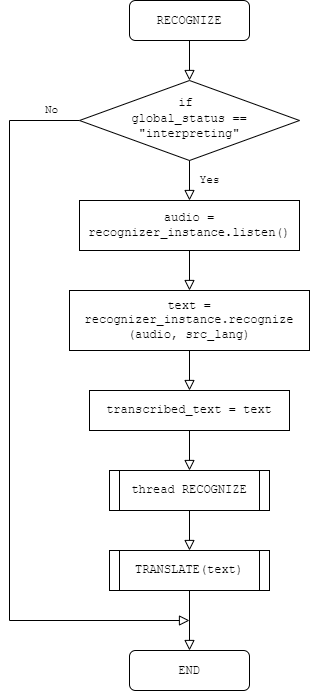 RECOGNIZE
if
global_status ==
"interpreting"
No
Yes
audio =
recognizer_instance.listen()
text =
recognizer_instance.recognize
(audio, src_lang)
transcribed_text = text
thread RECOGNIZE
TRANSLATE(text)
END